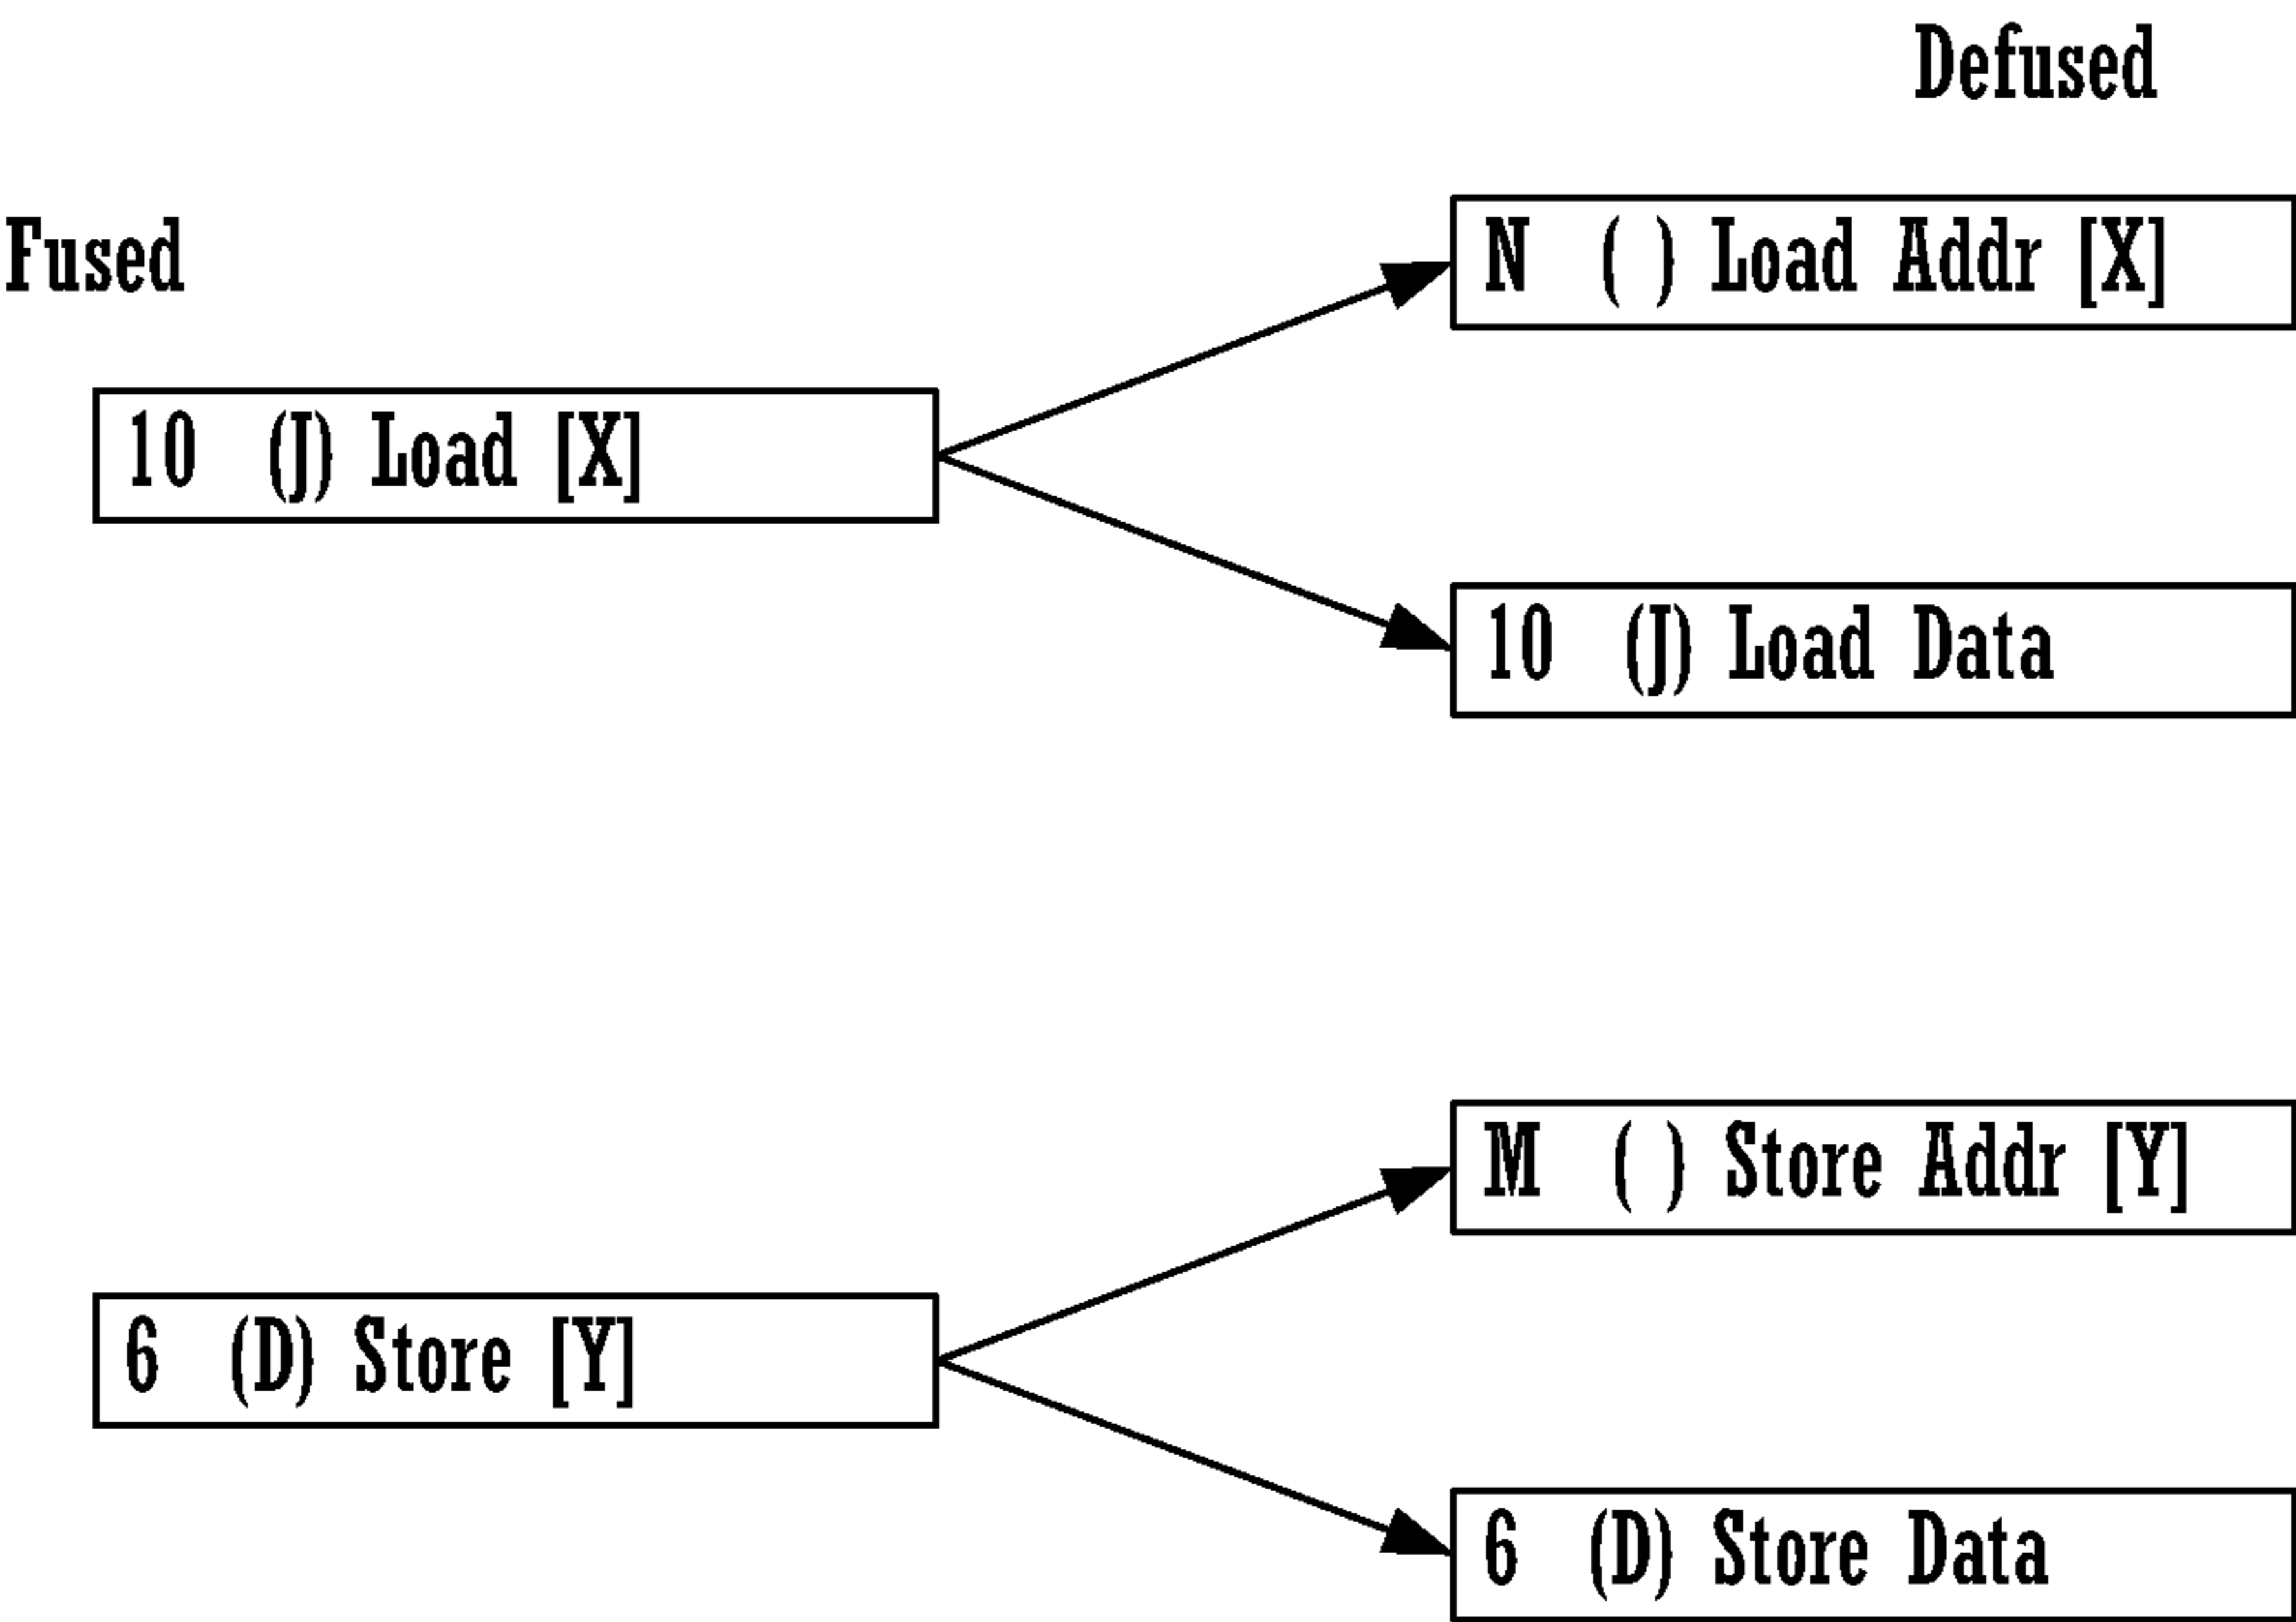 Defused
Fused
N ( ) Load Addr [X]
10 (J) Load [X]
10 (J) Load Data
M ( ) Store Addr [Y]
6 (D) Store [Y]
6 (D) Store Data